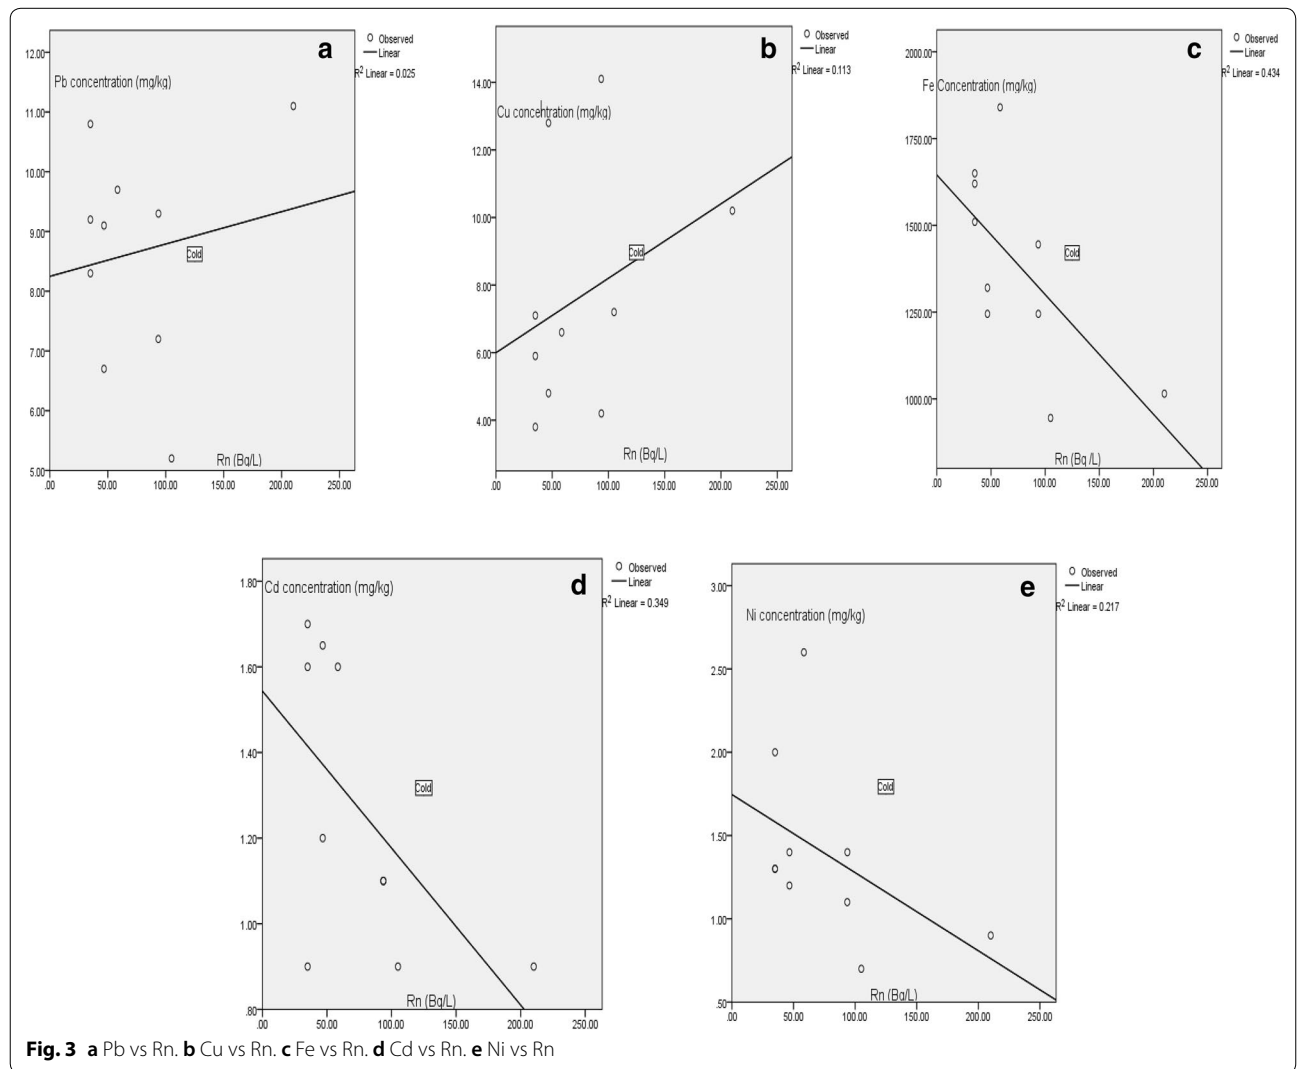 a
Observed
Linear
R2 Linear = 0.025
12.00
Pb concentration (mg/kg)
11.00
10.00
9.00
Cold
8.00
7.00
6.00
5.00
Rn (Bq/L)
.00 50.00 100.00 150.00 200.00 250.00
b
Observed
Linear
R2 Linear = 0.113
14.00
Cu concentration (mg/kg)
12.00
10.00
Cold
8.00
6.00
4.00
Rn (Bq/L)
.00 50.00 100.00 150.00 200.00 250.00
c
Observed
Linear
R2 Linear = 0.434
2000.00
Fe Concentration (mg/kg)
1750.00
1500.00
Cold
1250.00
1000.00
Rn (Bq /L)
.00 50.00 100.00 150.00 200.00 250.00
d
Observed
Linear
R2 Linear = 0.349
1.80
Cd concentration (mg/kg)
1.60
1.40
Cold
1.20
1.00
.80
Rn (Bq/L)
.00 50.00 100.00 150.00 200.00 250.00
e
Observed
Linear
R2 Linear = 0.217
3.00
Ni concentration (mg/kg)
2.50
2.00
Cold
1.50
1.00
.50
Rn (Bq/L)
.00 50.00 100.00 150.00 200.00 250.00
Fig. 3 a Pb vs Rn. b Cu vs Rn. c Fe vs Rn. d Cd vs Rn. e Ni vs Rn